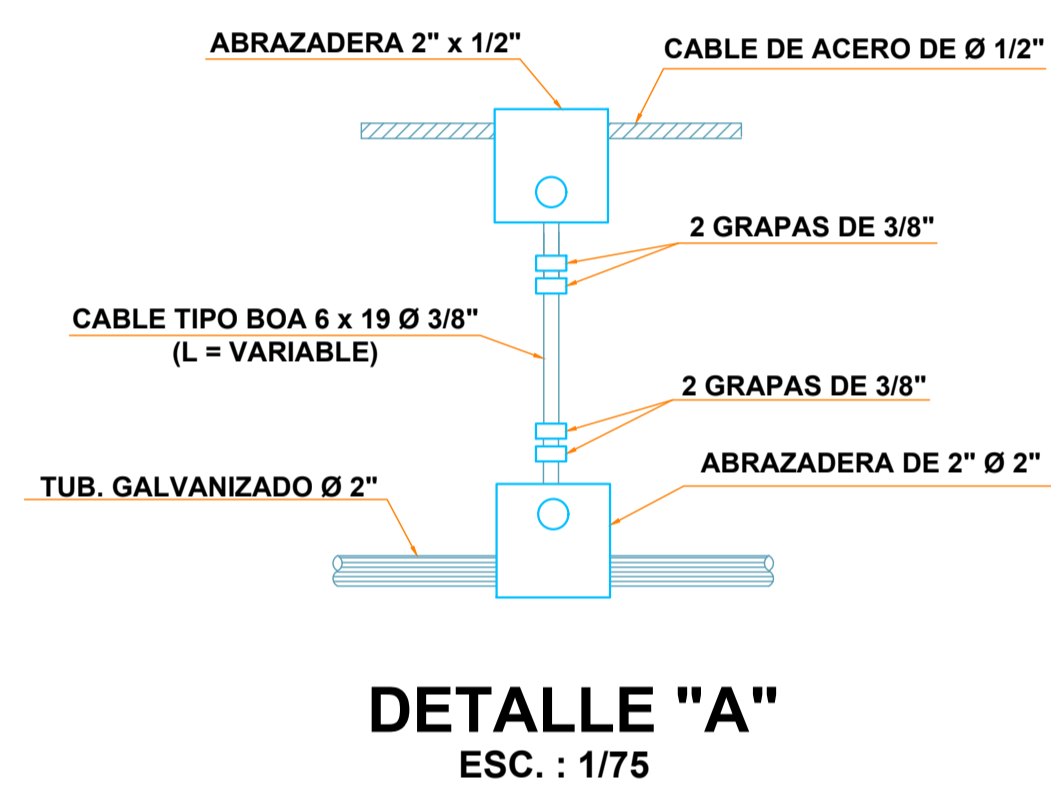 ABRAZADERA 2" x 1/2"
CABLE DE ACERO DE Ø 1/2"
2 GRAPAS DE 3/8"
CABLE TIPO BOA 6 x 19 Ø 3/8"
(L = VARIABLE)
2 GRAPAS DE 3/8"
ABRAZADERA DE 2" Ø 2"
TUB. GALVANIZADO Ø 2"
DETALLE "A"
ESC. : 1/75